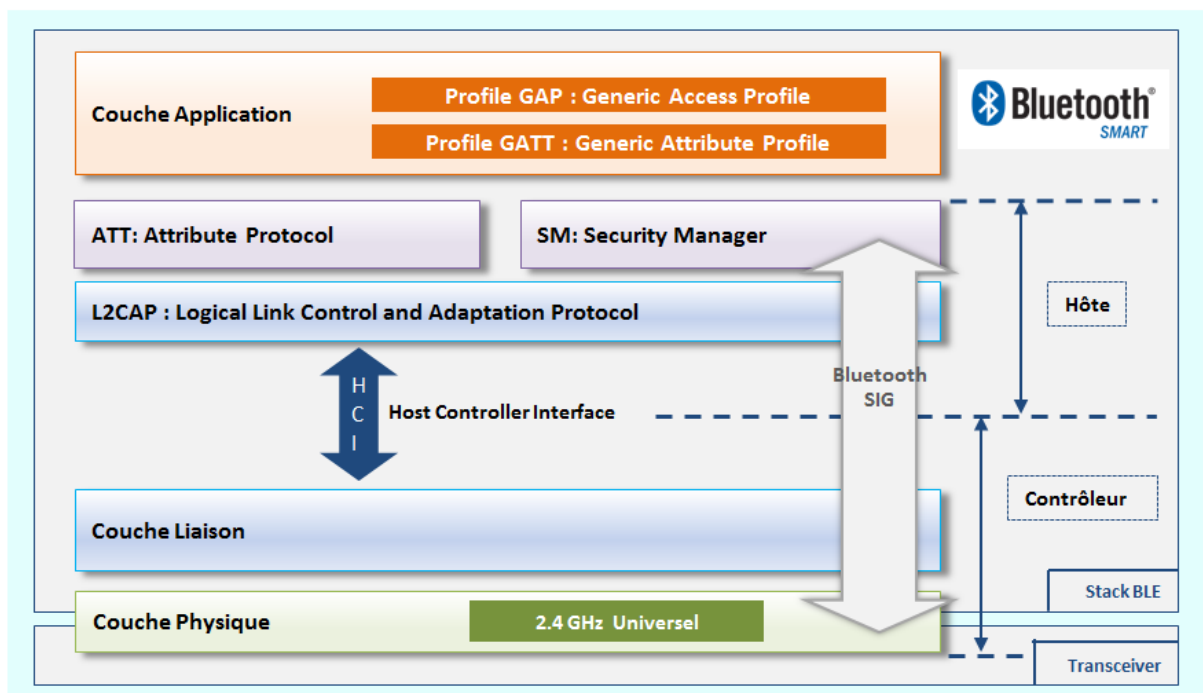 Couche Application
Profile GAP : Generic Access Profile
Profile GATT : Generic Attribute Profile
Bluetooth®
SMART
ATT: Attribute Protocol
SM: Security Manager
L2CAP : Logical Link Control and Adaptation Protocol
Hôte
H
C
I
Host Controller Interface
Bluetooth
SIG
Couche Liaison
Contrôleur
Stack BLE
Couche Physique
2.4 GHz Universel
Transceiver